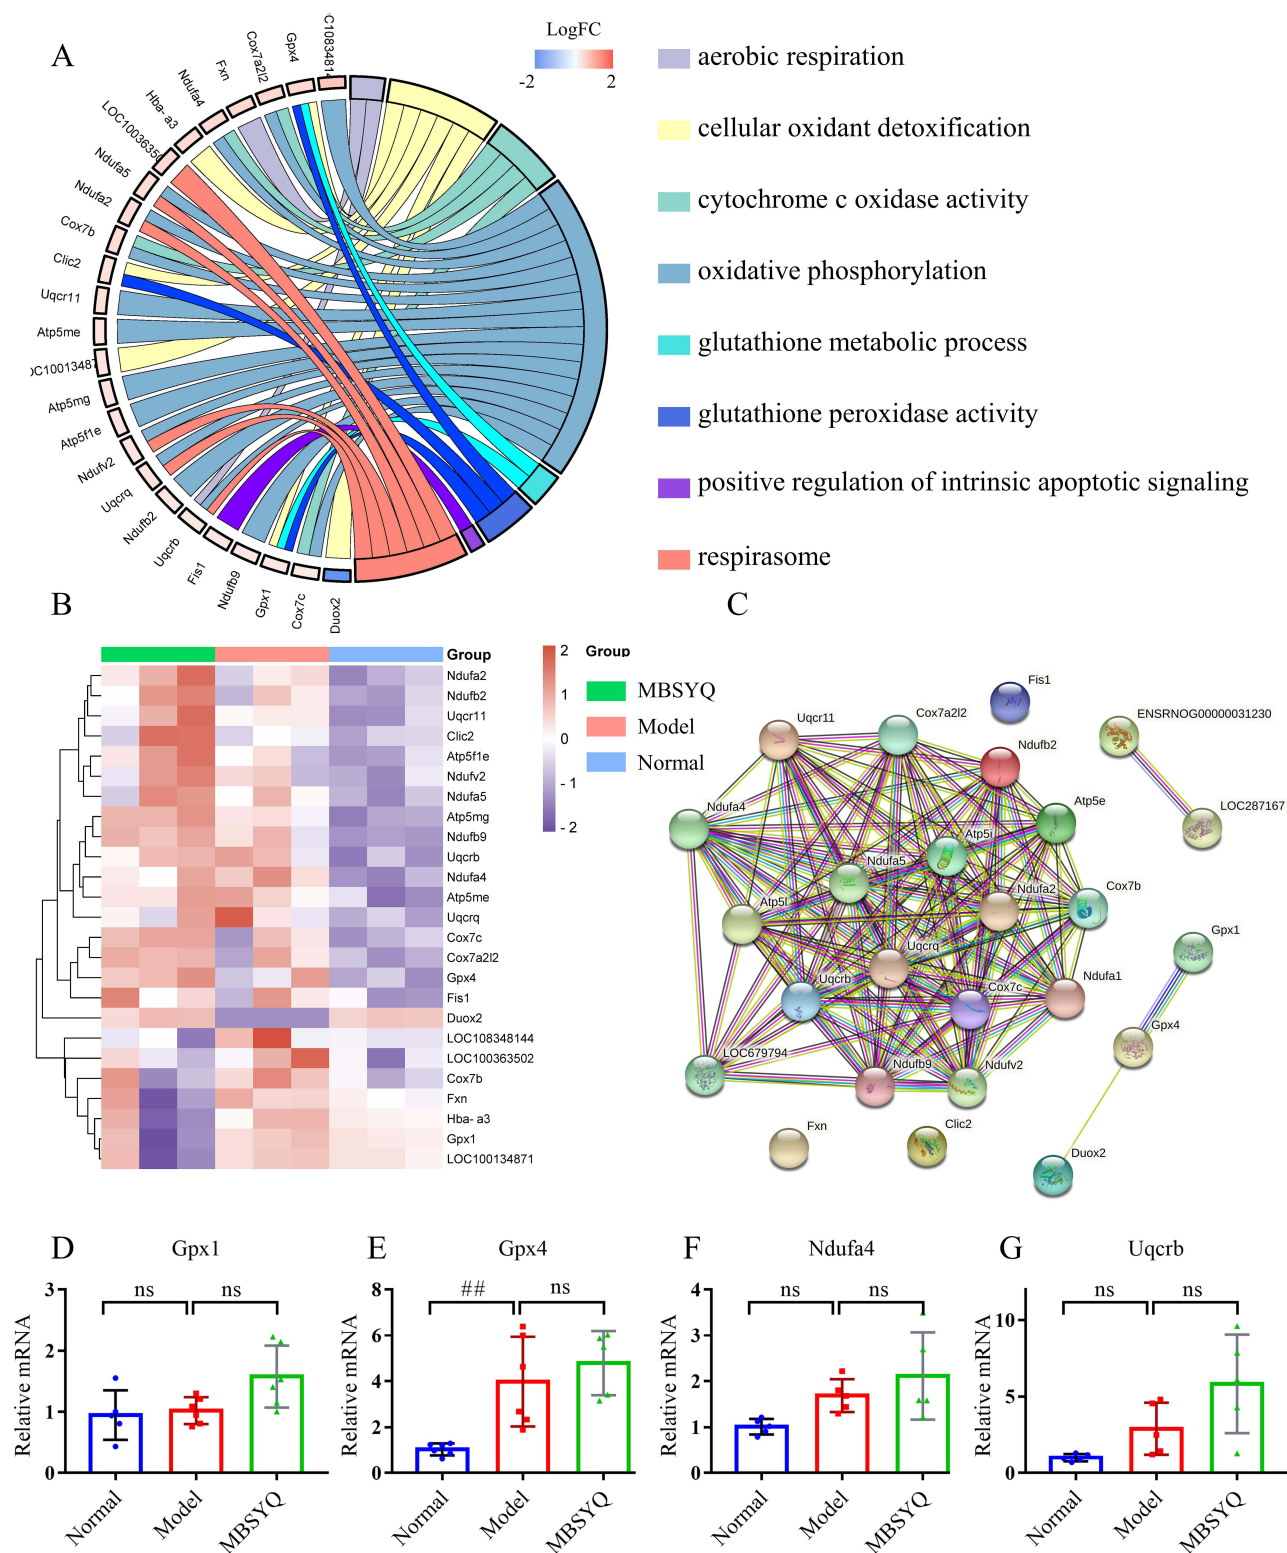 A
LogFC
-2 2
C10834814
Gpx4
Cox7a2l2
Fxn
Ndufa4
Hba- a3
LOC10036350
Ndufa5
Ndufa2
Cox7b
Clic2
Uqcr11
Atp5me
OC10013487
Atp5mg
Atp5f1e
Ndufv2
Uqcrq
Ndufb2
Uqcrb
Fis1
Ndufb9
Gpx1
Cox7c
Duox2
aerobic respiration
cellular oxidant detoxification
cytochrome c oxidase activity
oxidative phosphorylation
glutathione metabolic process
glutathione peroxidase activity
positive regulation of intrinsic apoptotic signaling
respirasome
B
Group
Ndufa2
Ndufb2
Uqcr11
Clic2
Atp5f1e
Ndufv2
Ndufa5
Atp5mg
Ndufb9
Uqcrb
Ndufa4
Atp5me
Uqcrq
Cox7c
Cox7a2l2
Gpx4
Fis1
Duox2
LOC108348144
LOC100363502
Cox7b
Fxn
Hba- a3
Gpx1
LOC100134871
2
1
0
- 1
- 2
Group
MBSYQ
Model
Normal
C
Fis1
Uqcr11
Cox7a2l2
ENSRNOG00000031230
Ndufb2
Ndufa4
Atp5e
LOC287167
Atp5i
Ndufa5
Ndufa2
Cox7b
Atp5l
Gpx1
Uqcrq
Uqcrb
Cox7c
Ndufa1
Gpx4
LOC679794
Ndufb9
Ndufv2
Fxn
Clic2
Duox2
D
Gpx1
Relative mRNA
3
2
1
0
ns ns
Normal
Model
MBSYQ
E
Gpx4
Relative mRNA
8
6
4
2
0
## ns
Normal
Model
MBSYQ
F
Ndufa4
Relative mRNA
4
3
2
1
0
ns ns
Normal
Model
MBSYQ
G
Uqcrb
Relative mRNA
10
5
0
ns ns
Normal
Model
MBSYQ